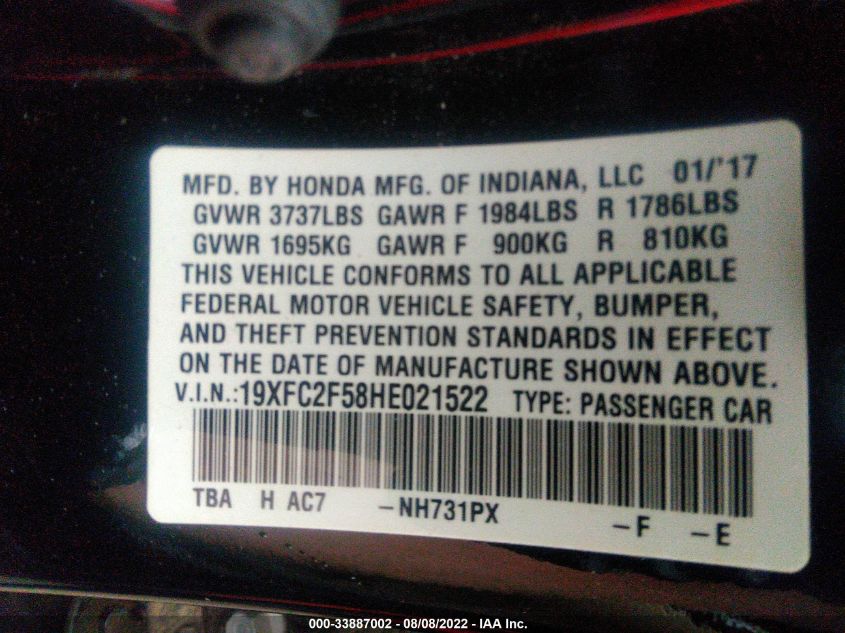 MFD. BY HONDA MFG. OF INDIANA, LLC 01/'17
GVWR 3737LBS GAWR F 1984LBS R 1786LBS
GVWR 1695KG GAWR F 900KG R 810KG
THIS VEHICLE CONFORMS TO ALL APPLICABLE
FEDERAL MOTOR VEHICLE SAFETY, BUMPER,
AND THEFT PREVENTION STANDARDS IN EFFECT
ON THE DATE OF MANUFACTURE SHOWN ABOVE.
V.I.N.:19XFC2F58HE021522 TYPE: PASSENGER CAR
TBA H AC7 -NH731PX -F -E
000-33887002 - 08/08/2022 - IAA Inc.